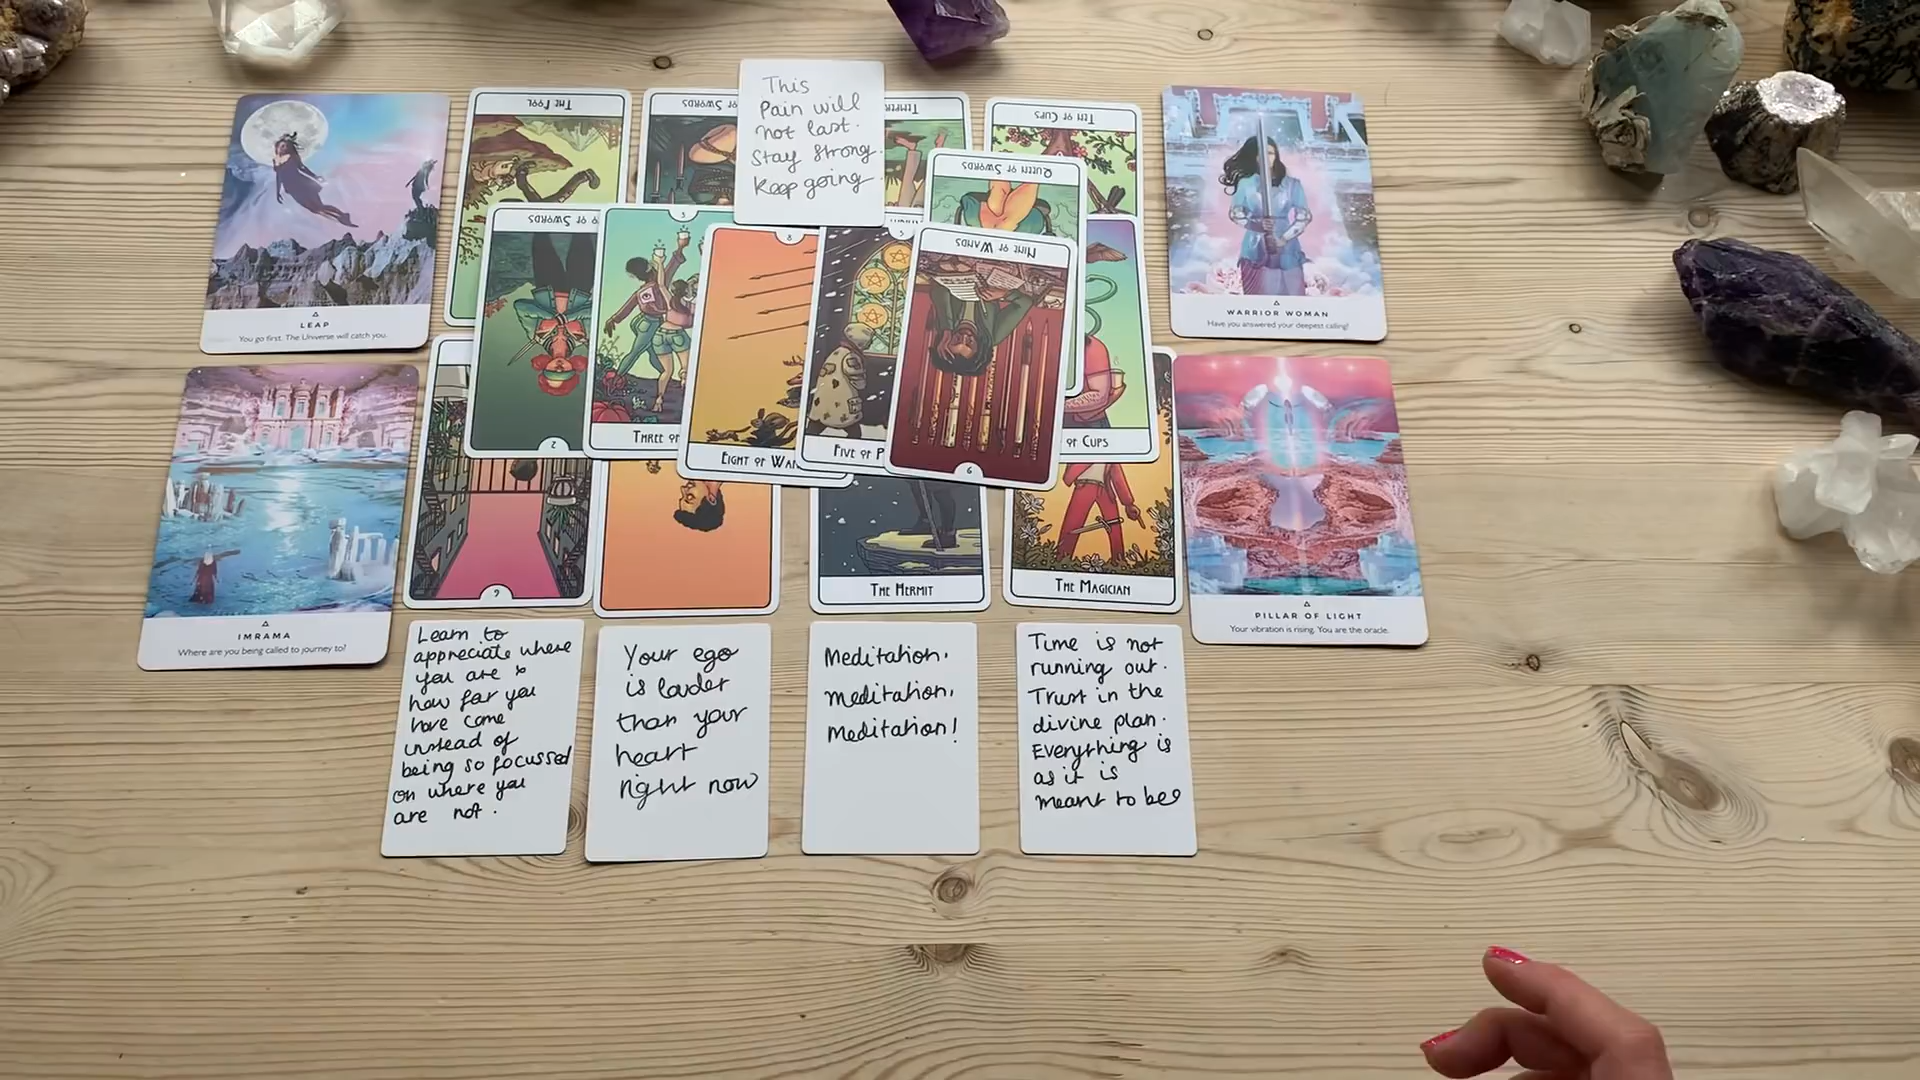 THE FOOL
OF SWORDS
This
Pain will
not last.
Stay strong.
Keep going.
TEN OF CUPS
QUEEN OF SWORDS
OF SWORDS
NINE OF WANDS
LEAP
You go first. The Universe will catch you.
WARRIOR WOMAN
Have you answered your deepest calling?
3
8
5
THREE OF
EIGHT OF
FIVE OF
OF CUPS
2
9
6
THE HERMIT
THE MAGICIAN
IMRAMA
Where are you being called to journey to?
PILLAR OF LIGHT
Your vibration is rising. You are the oracle.
Learn to
appreciate where
you are &
how far you
have come
instead of
being so focussed
on where you
are not.
Your ego
is louder
than your
heart
right now
Meditation,
meditation,
meditation!
Time is not
running out.
Trust in the
divine plan.
Everything is
as it is
meant to be